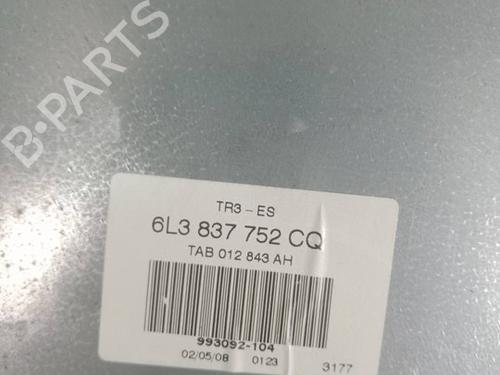 B-PARTS
TR3-ES
6L3 837 752 CQ
TAB 012 843 AH
993092-104
02/05/08 0123 3177